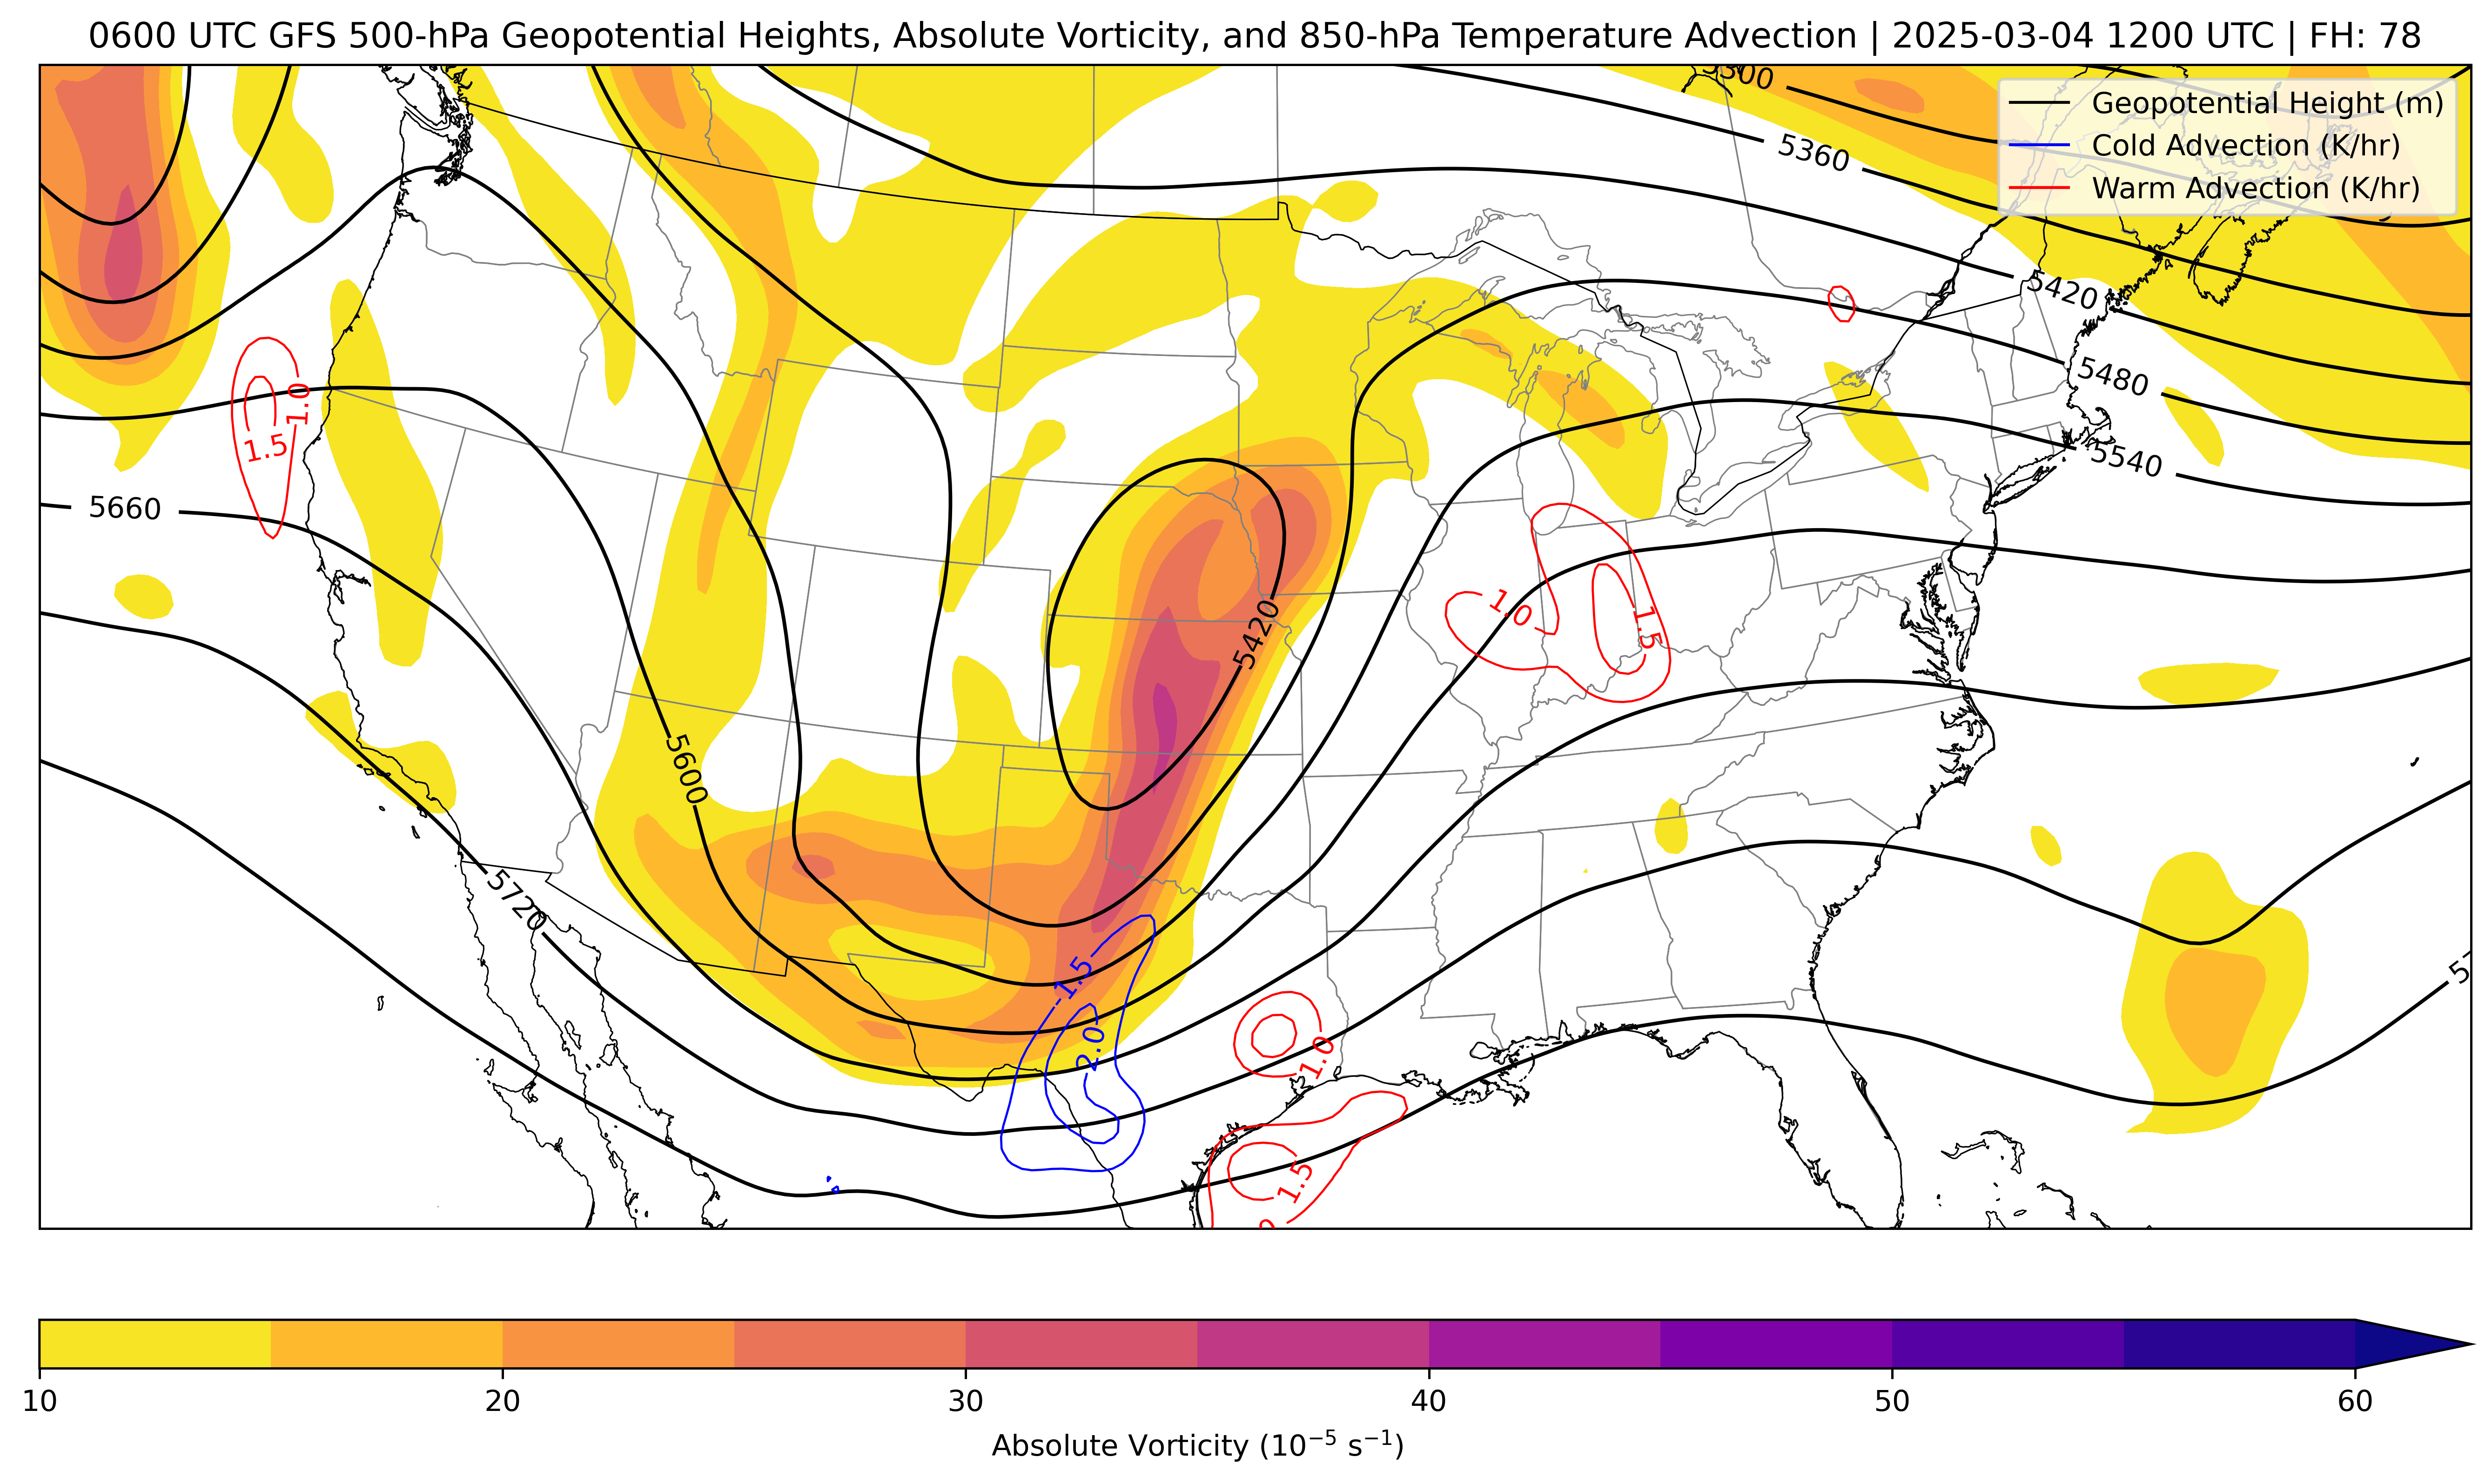 0600 UTC GFS 500-hPa Geopotential Heights, Absolute Vorticity, and 850-hPa Temperature Advection | 2025-03-04 1200 UTC | FH: 78
5300
Geopotential Height (m)
Cold Advection (K/hr)
Warm Advection (K/hr)
5360
5420
5480
5540
1.0
1.5
5660
1.0
1.5
5420
5600
5720
-1.5
-2.0
1.0
1.5
10 20 30 40 50 60
Absolute Vorticity (10⁻⁵ s⁻¹)